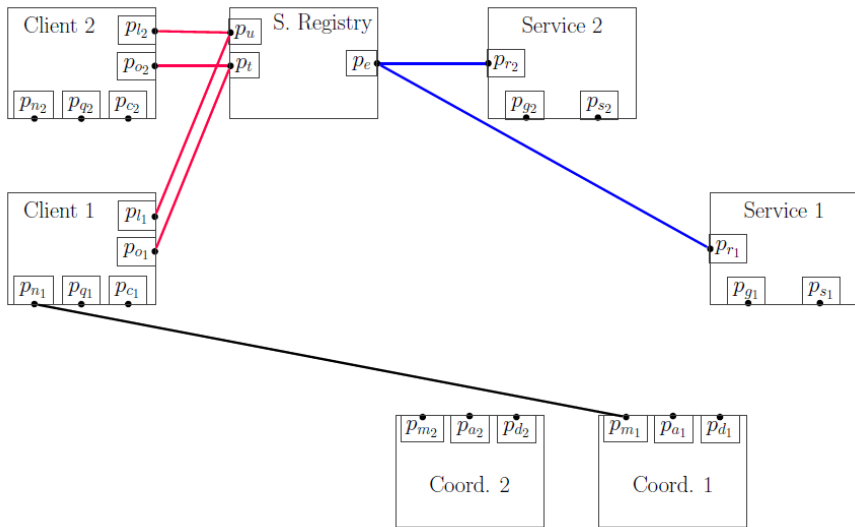 Client 2
p_{l_2}
p_{o_2}
p_{n_2} p_{q_2} p_{c_2}
S. Registry
p_u
p_t
p_e
Service 2
p_{r_2}
p_{g_2} p_{s_2}
Client 1
p_{l_1}
p_{o_1}
p_{n_1} p_{q_1} p_{c_1}
Service 1
p_{r_1}
p_{g_1} p_{s_1}
p_{m_2} p_{a_2} p_{d_2}
Coord. 2
p_{m_1} p_{a_1} p_{d_1}
Coord. 1